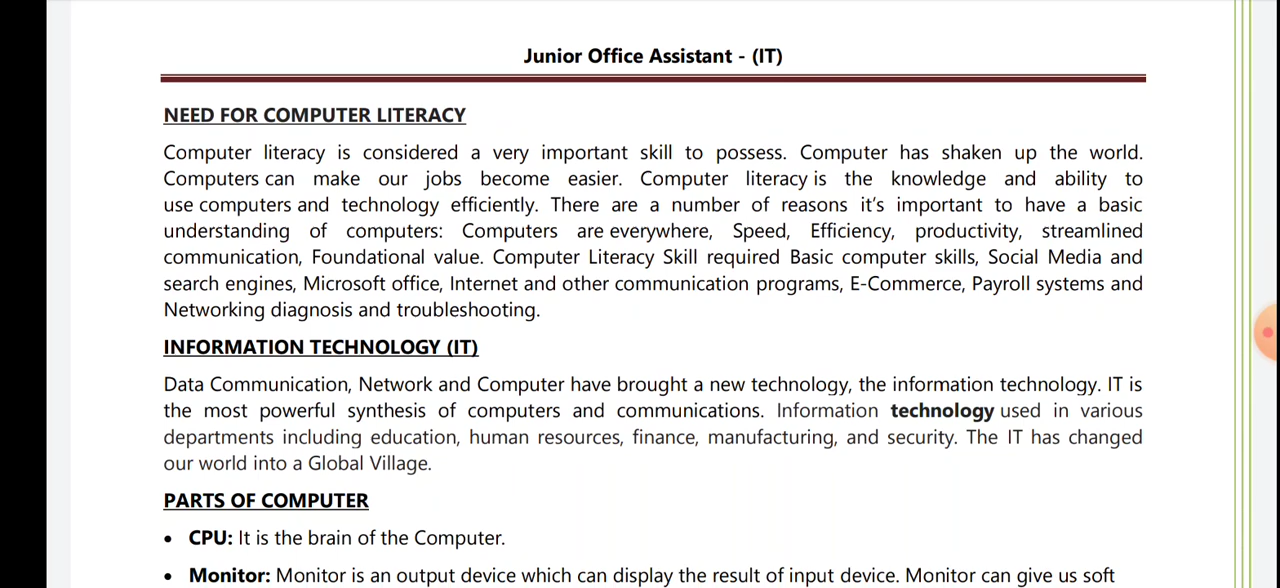 Junior Office Assistant - (IT)
NEED FOR COMPUTER LITERACY
Computer literacy is considered a very important skill to possess. Computer has shaken up the world.
Computers can make our jobs become easier. Computer literacy is the knowledge and ability to
use computers and technology efficiently. There are a number of reasons it's important to have a basic
understanding of computers: Computers are everywhere, Speed, Efficiency, productivity, streamlined
communication, Foundational value. Computer Literacy Skill required Basic computer skills, Social Media and
search engines, Microsoft office, Internet and other communication programs, E-Commerce, Payroll systems and
Networking diagnosis and troubleshooting.
INFORMATION TECHNOLOGY (IT)
Data Communication, Network and Computer have brought a new technology, the information technology. IT is
the most powerful synthesis of computers and communications. Information technology used in various
departments including education, human resources, finance, manufacturing, and security. The IT has changed
our world into a Global Village.
PARTS OF COMPUTER
• CPU: It is the brain of the Computer.
• Monitor: Monitor is an output device which can display the result of input device. Monitor can give us soft